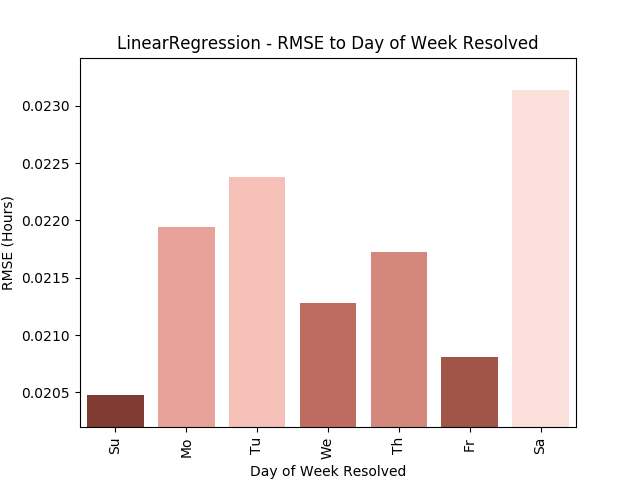 LinearRegression - RMSE to Day of Week Resolved
0.0230
0.0225
0.0220
0.0215
0.0210
0.0205
RMSE (Hours)
Su Mo Tu We Th Fr Sa
Day of Week Resolved